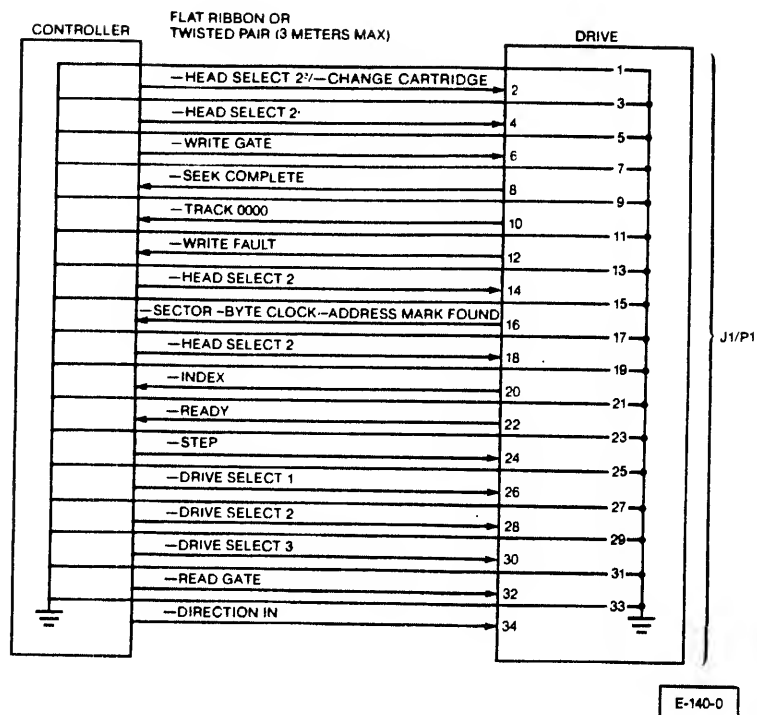 FLAT RIBBON OR
CONTROLLER
TWISTED PAIR (3 METERS MAX)
DRIVE
1
—HEAD SELECT 2²/—CHANGE CARTRIDGE
2
3
—HEAD SELECT 2
4
5
—WRITE GATE
6
7
—SEEK COMPLETE
8
9
—TRACK 0000
10
11
—WRITE FAULT
12
13
—HEAD SELECT 2
14
15
—SECTOR –BYTE CLOCK–ADDRESS MARK FOUND
16
17
J1/P1
—HEAD SELECT 2
18
19
—INDEX
20
21
—READY
22
23
—STEP
24
25
—DRIVE SELECT 1
26
27
—DRIVE SELECT 2
28
29
—DRIVE SELECT 3
30
31
—READ GATE
32
33
—DIRECTION IN
34
E-140-0